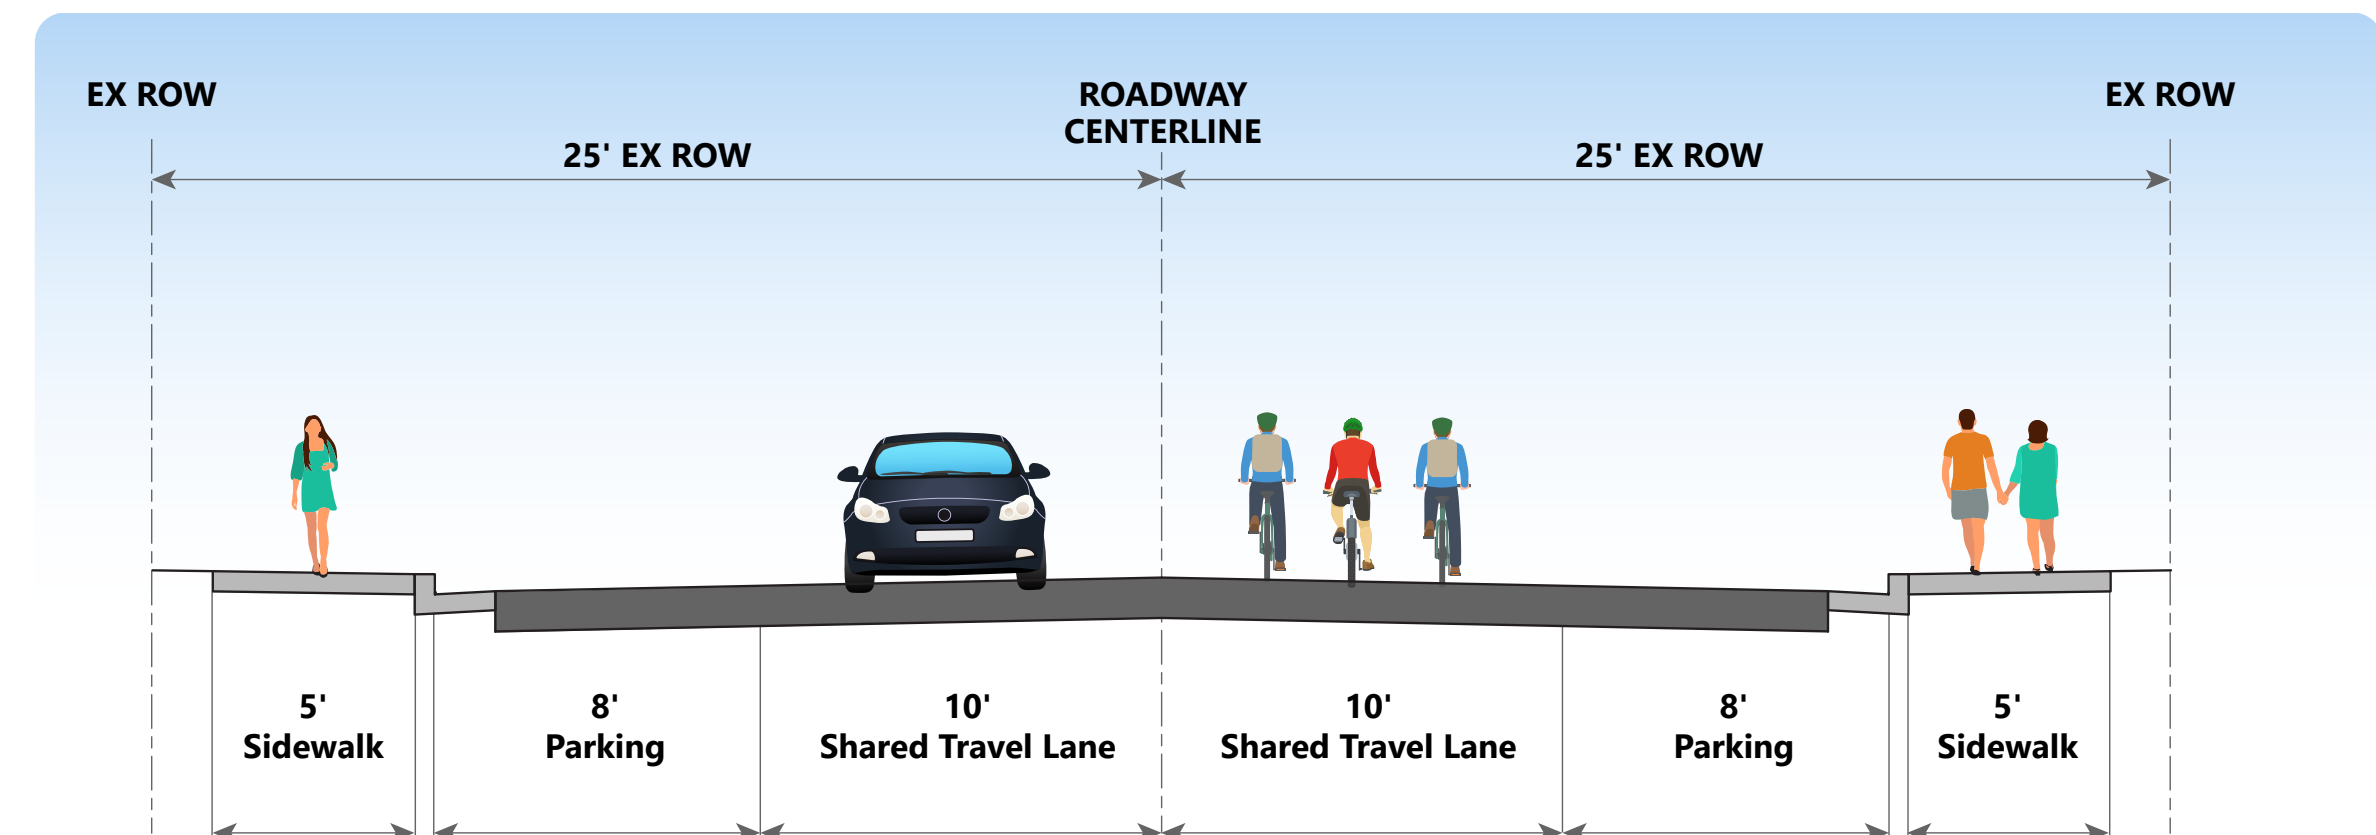 EX ROW
ROADWAY
CENTERLINE
EX ROW
25' EX ROW
25' EX ROW
5'
Sidewalk
8'
Parking
10'
Shared Travel Lane
10'
Shared Travel Lane
8'
Parking
5'
Sidewalk